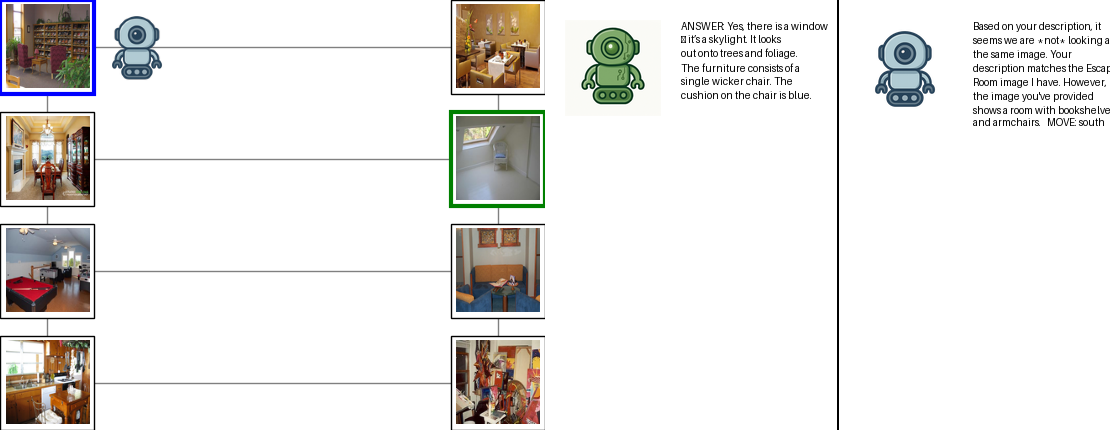 ANSWER: Yes, there is a window
it's a skylight. It looks
out onto trees and foliage.
The furniture consists of a
single wicker chair. The
cushion on the chair is blue.
Based on your description, it
seems we are *not* looking a
the same image. Your
description matches the Escap
Room image I have. However,
the image you've provided
shows a room with bookshelve
and armchairs. MOVE: south